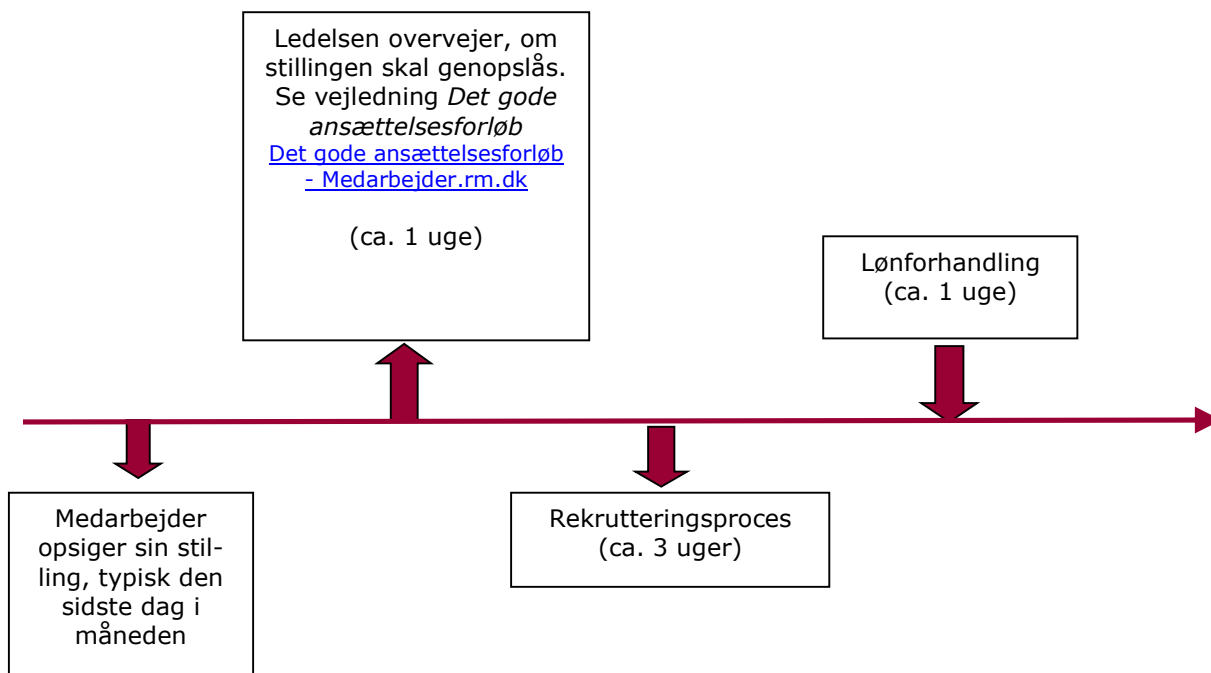 Ledelsen overvejer, om
stillingen skal genopslås.
Se vejledning Det gode
ansættelsesforløb
Det gode ansættelsesforløb
- Medarbejder.rm.dk
(ca. 1 uge)
Lønforhandling
(ca. 1 uge)
Medarbejder
opsiger sin stil-
ling, typisk den
sidste dag i
måneden
Rekrutteringsproces
(ca. 3 uger)